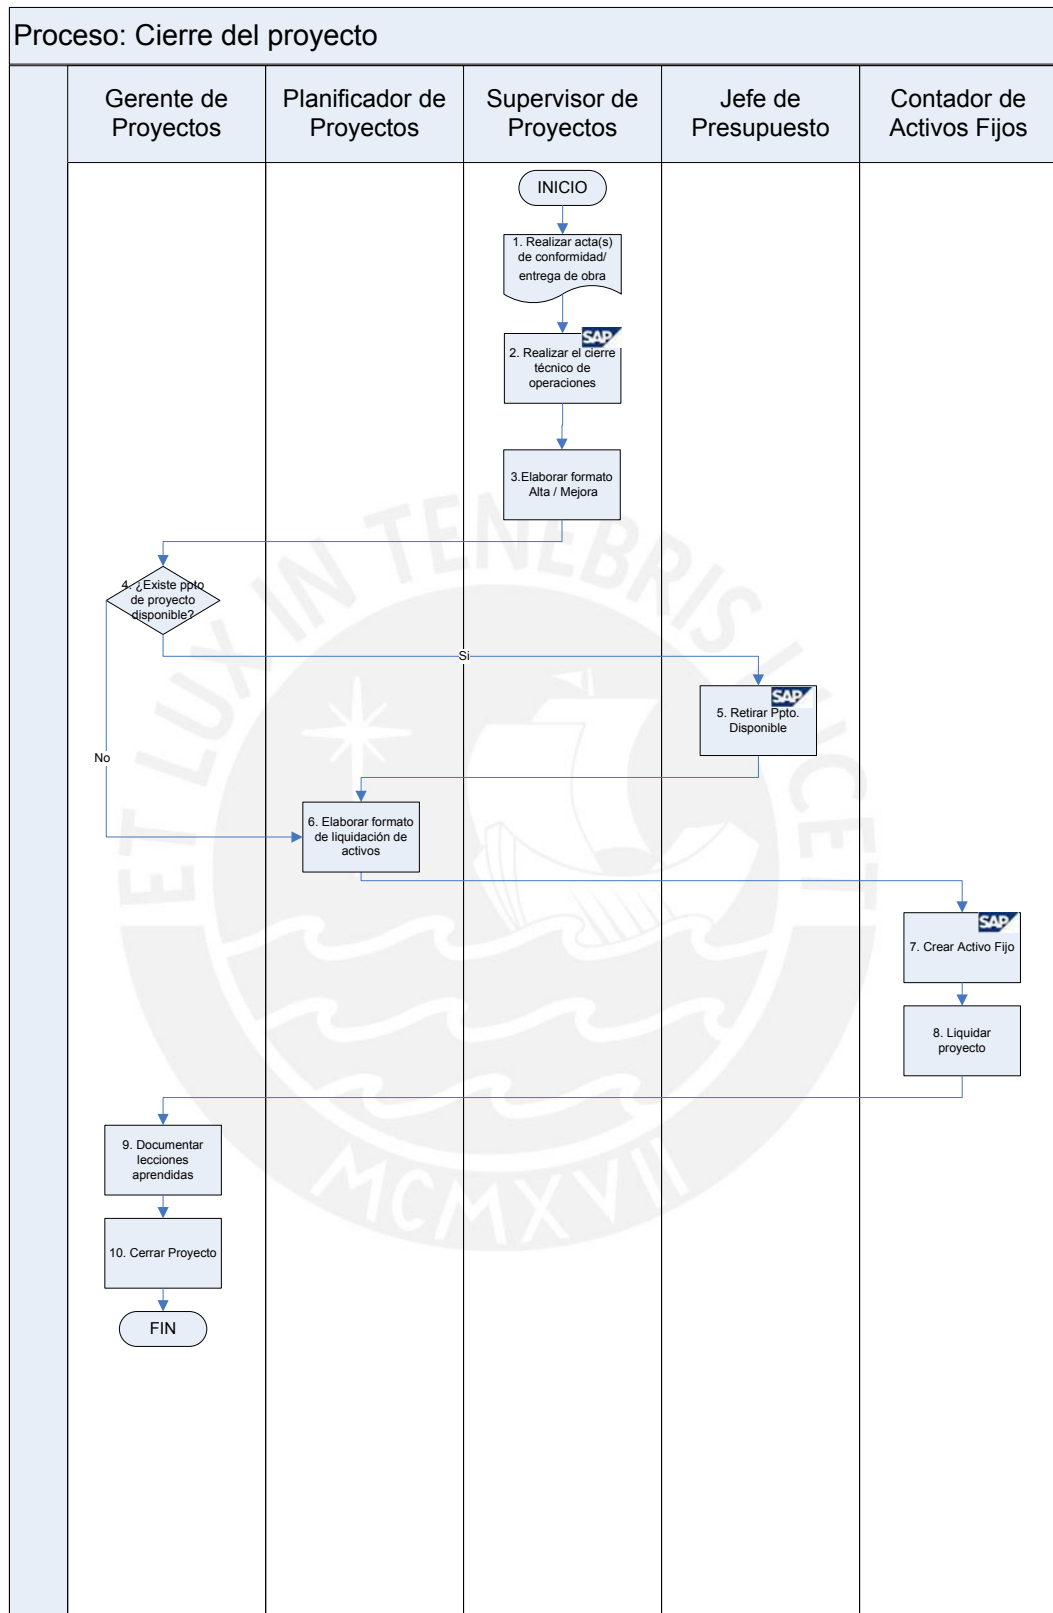 Proceso: Cierre del proyecto
Gerente de
Proyectos
Planificador de
Proyectos
Supervisor de
Proyectos
Jefe de
Presupuesto
Contador de
Activos Fijos
INICIO
1. Realizar acta(s)
de conformidad/
entrega de obra
SAP
2. Realizar el cierre
técnico de
operaciones
3.Elaborar formato
Alta / Mejora
4. ¿Existe ppto
de proyecto
disponible?
Si
SAP
5. Retirar Ppto.
Disponible
No
6. Elaborar formato
de liquidación de
activos
SAP
7. Crear Activo Fijo
8. Liquidar
proyecto
9. Documentar
lecciones
aprendidas
10. Cerrar Proyecto
FIN
ET LUX IN TENEBRIS LUCET
MCMXVII